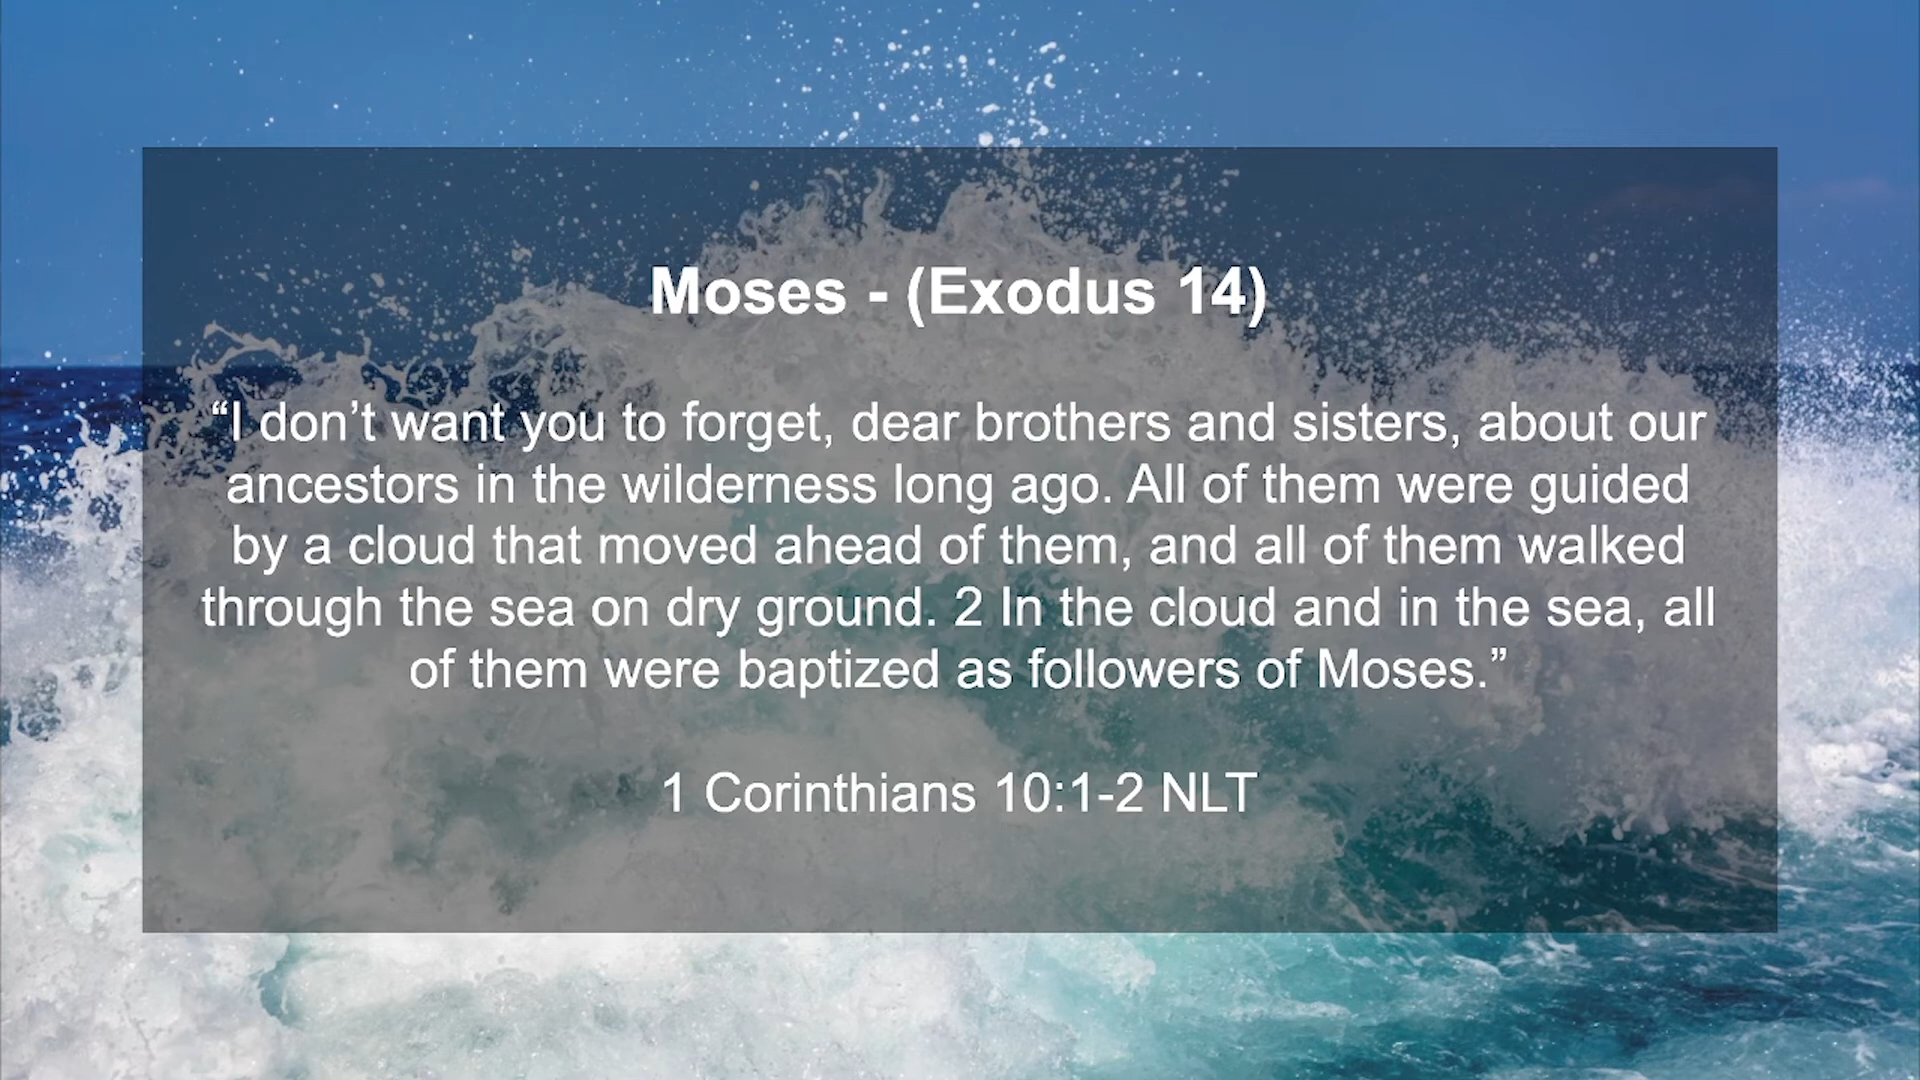 Moses - (Exodus 14)
“I don’t want you to forget, dear brothers and sisters, about our
ancestors in the wilderness long ago. All of them were guided
by a cloud that moved ahead of them, and all of them walked
through the sea on dry ground. 2 In the cloud and in the sea, all
of them were baptized as followers of Moses.”
1 Corinthians 10:1-2 NLT